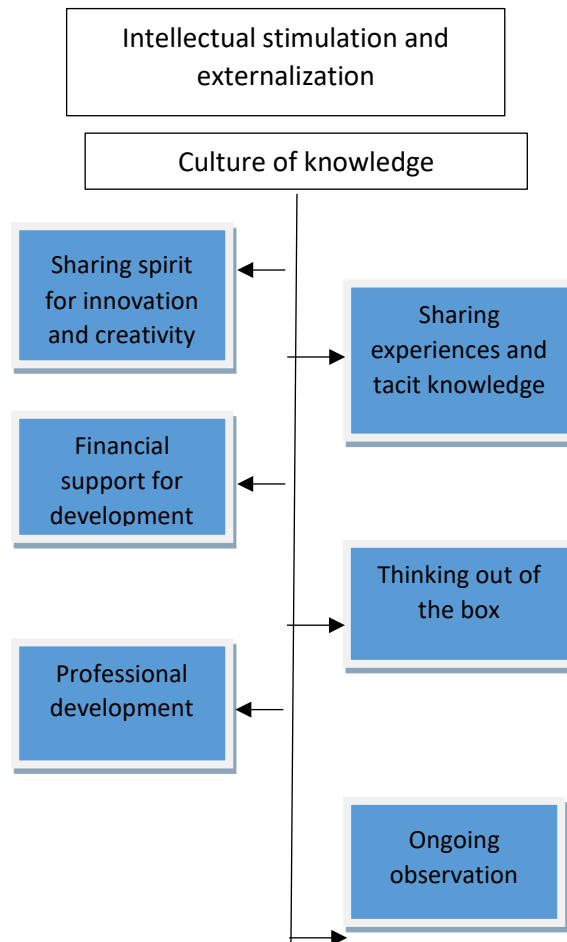 Intellectual stimulation and
externalization
Culture of knowledge
Sharing spirit
for innovation
and creativity
Sharing
experiences and
tacit knowledge
Financial
support for
development
Thinking out of
the box
Professional
development
Ongoing
observation